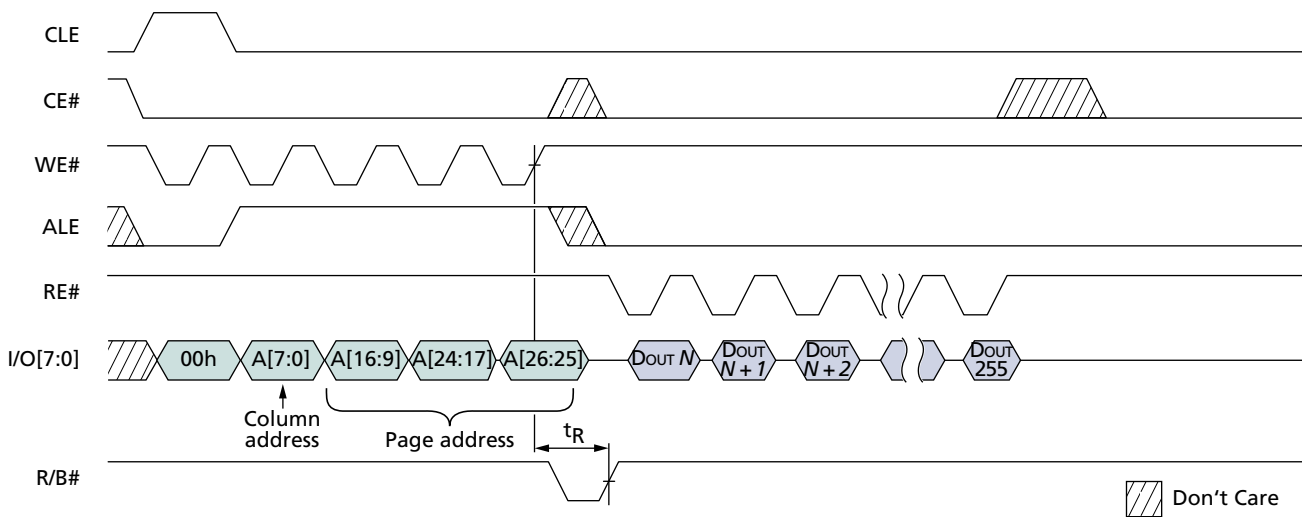 CLE
CE#
WE#
ALE
RE#
I/O[7:0]
00h
A[7:0]
A[16:9]
A[24:17]
A[26:25]
DOUT N
DOUT
N + 1
DOUT
N + 2
DOUT
255
Column
address
Page address
tR
R/B#
Don't Care